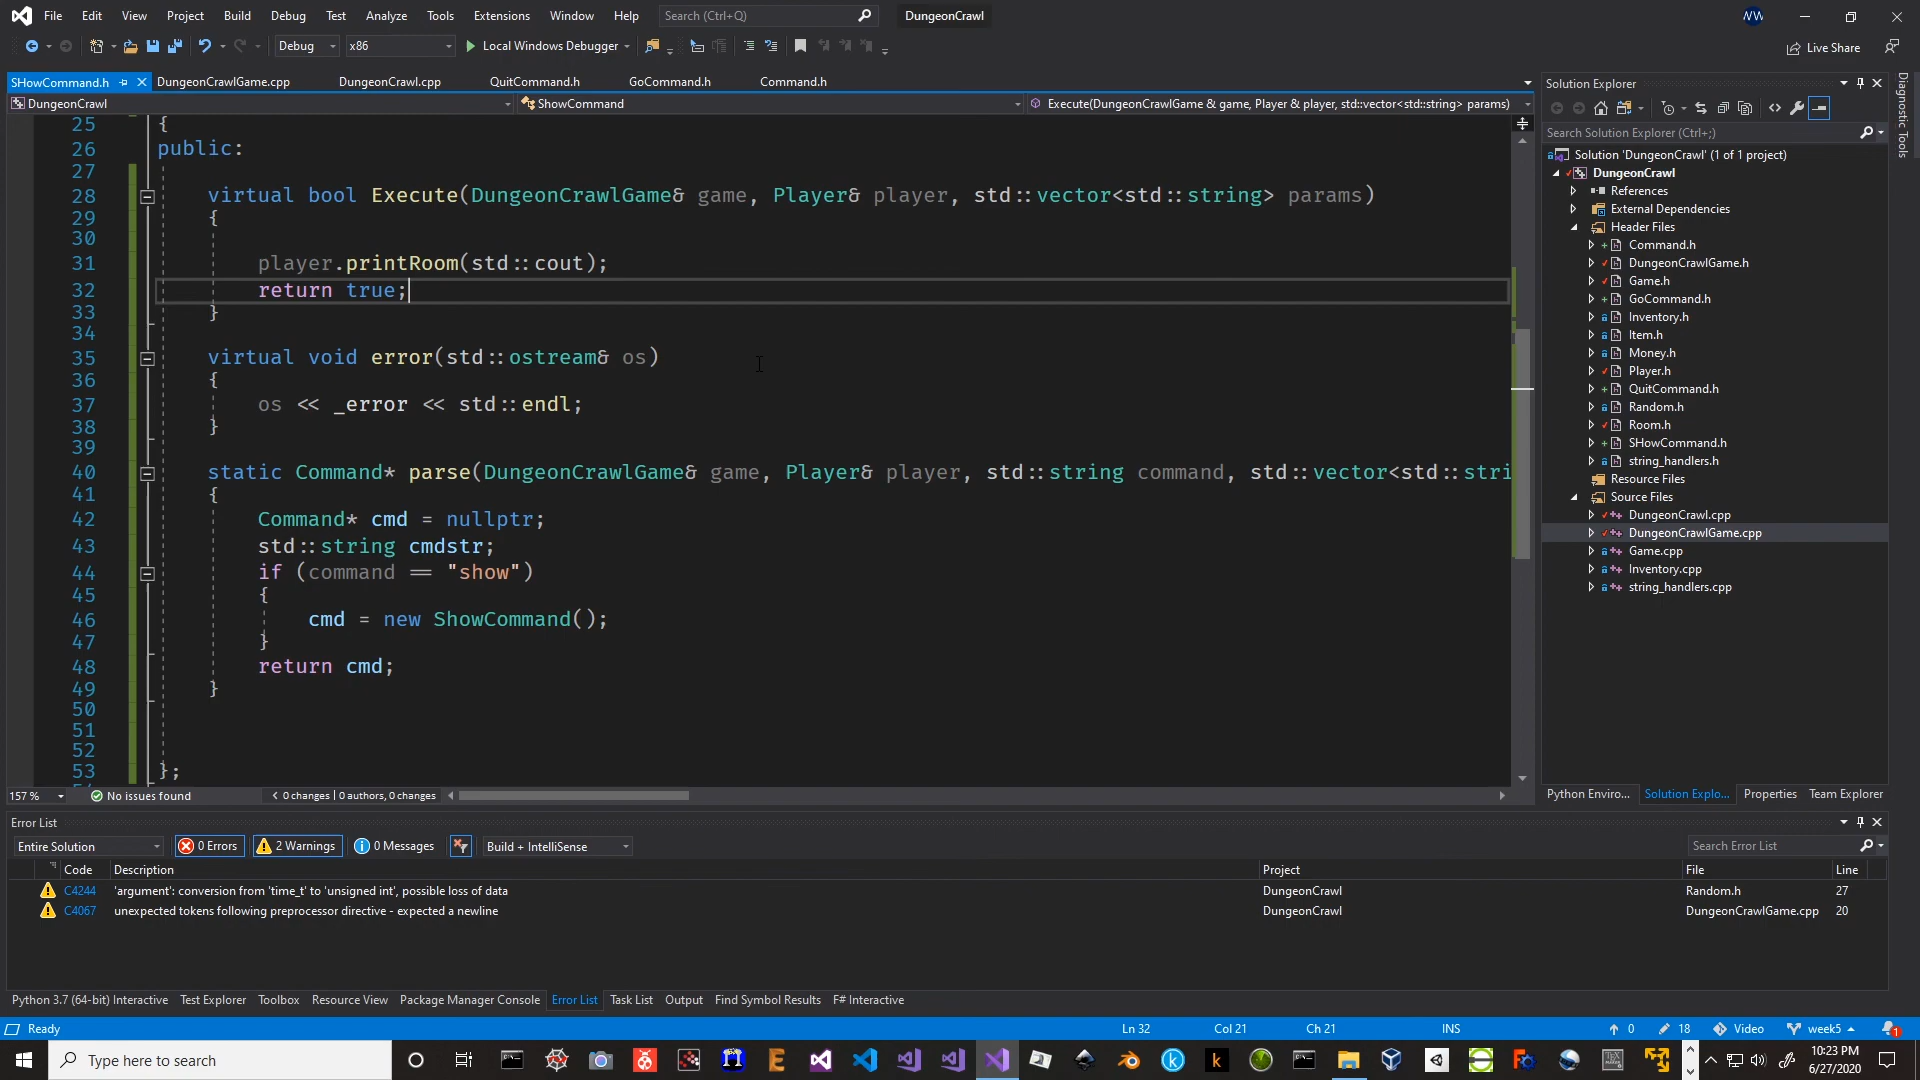 File Edit View Project Build Debug Test Analyze Tools Extensions Window Help Search (Ctrl+Q) DungeonCrawl
Debug x86 Local Windows Debugger Live Share
SHowCommand.h DungeonCrawlGame.cpp DungeonCrawl.cpp QuitCommand.h GoCommand.h Command.h
DungeonCrawl ShowCommand Execute(DungeonCrawlGame & game, Player & player, std::vector<std::string> params)
25 {
26 public:
27
28 virtual bool Execute(DungeonCrawlGame& game, Player& player, std::vector<std::string> params)
29 {
30
31 player.printRoom(std::cout);
32 return true;
33 }
34
35 virtual void error(std::ostream& os)
36 {
37 os << _error << std::endl;
38 }
39
40 static Command* parse(DungeonCrawlGame& game, Player& player, std::string command, std::vector<std::stri
41 {
42 Command* cmd = nullptr;
43 std::string cmdstr;
44 if (command == "show")
45 {
46 cmd = new ShowCommand();
47 }
48 return cmd;
49 }
50
51
52
53 };
157 % No issues found 0 changes | 0 authors, 0 changes
Solution Explorer
Search Solution Explorer (Ctrl+;)
Solution 'DungeonCrawl' (1 of 1 project)
DungeonCrawl
References
External Dependencies
Header Files
Command.h
DungeonCrawlGame.h
Game.h
GoCommand.h
Inventory.h
Item.h
Money.h
Player.h
QuitCommand.h
Random.h
Room.h
SHowCommand.h
string_handlers.h
Resource Files
Source Files
DungeonCrawl.cpp
DungeonCrawlGame.cpp
Game.cpp
Inventory.cpp
string_handlers.cpp
Python Enviro... Solution Explo... Properties Team Explorer
Diagnostic Tools
Error List
Entire Solution 0 Errors 2 Warnings 0 Messages Build + IntelliSense Search Error List
Code Description Project File Line
C4244 'argument': conversion from 'time_t' to 'unsigned int', possible loss of data DungeonCrawl Random.h 27
C4067 unexpected tokens following preprocessor directive - expected a newline DungeonCrawl DungeonCrawlGame.cpp 20
Python 3.7 (64-bit) Interactive Test Explorer Toolbox Resource View Package Manager Console Error List Task List Output Find Symbol Results F# Interactive
Ready Ln 32 Col 21 Ch 21 INS 0 18 Video week5 1
Type here to search 10:23 PM
6/27/2020